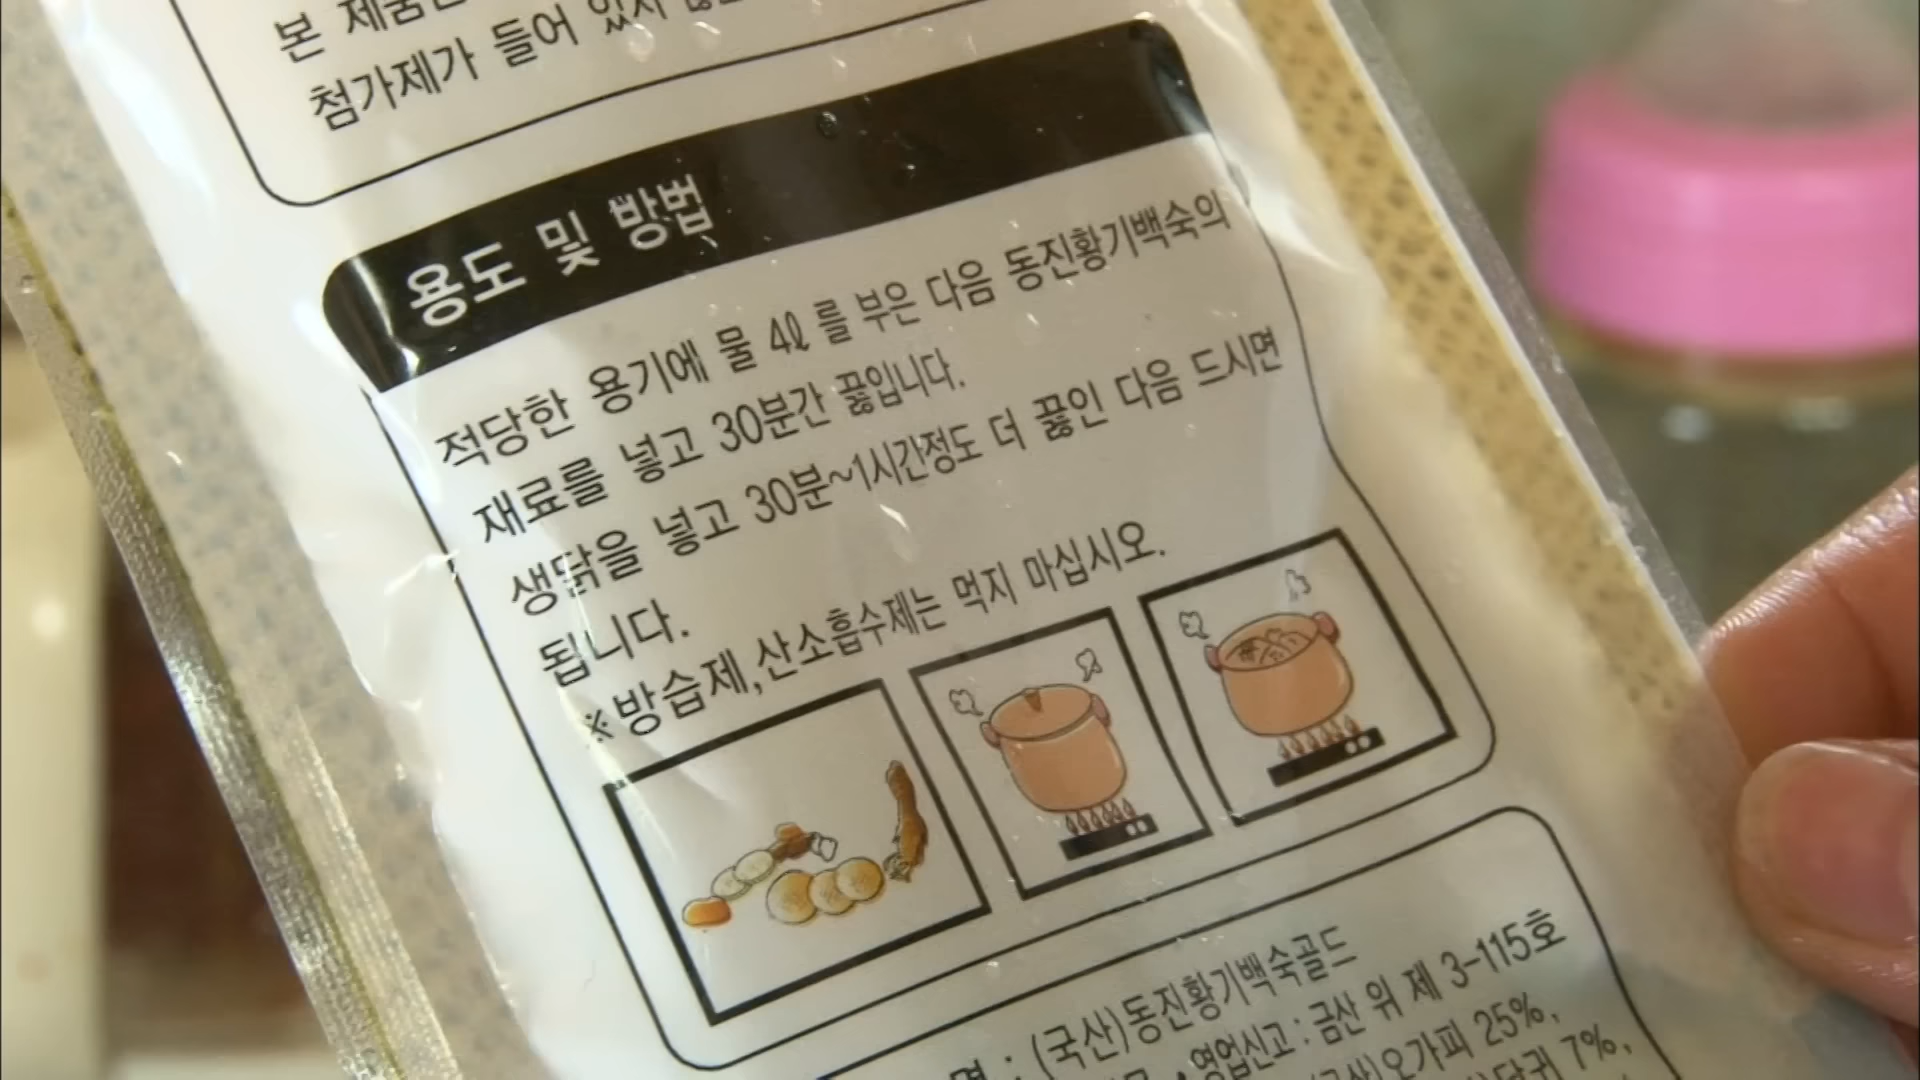 본 제품은
첨가제가 들어 있지
용도 및 방법
적당한 용기에 물 4ℓ 를 부은 다음 동진황기백숙의
재료를 넣고 30분간 끓입니다.
생닭을 넣고 30분~1시간정도 더 끓인 다음 드시면
됩니다.
※방습제,산소흡수제는 먹지 마십시오.
명 : (국산)동진황기백숙골드
영업신고 : 금산 위 제 3-115호
오가피 25%,
당귀 7%,